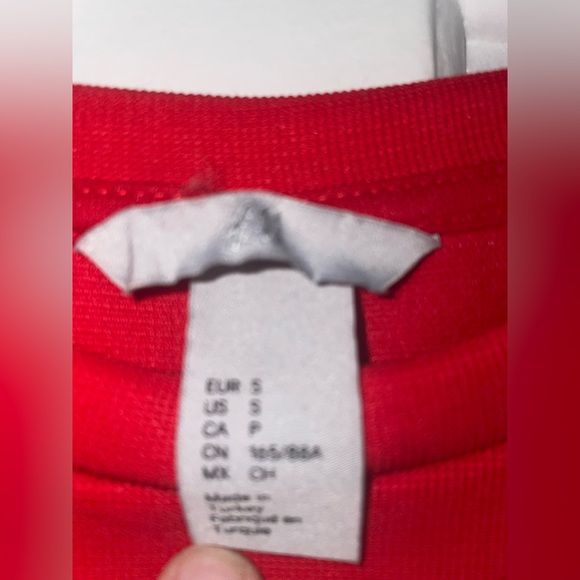 EUR S
US S
CA P
CN 165/88A
MX CH
Made in
Turkey
Fabriqué en
Turquie